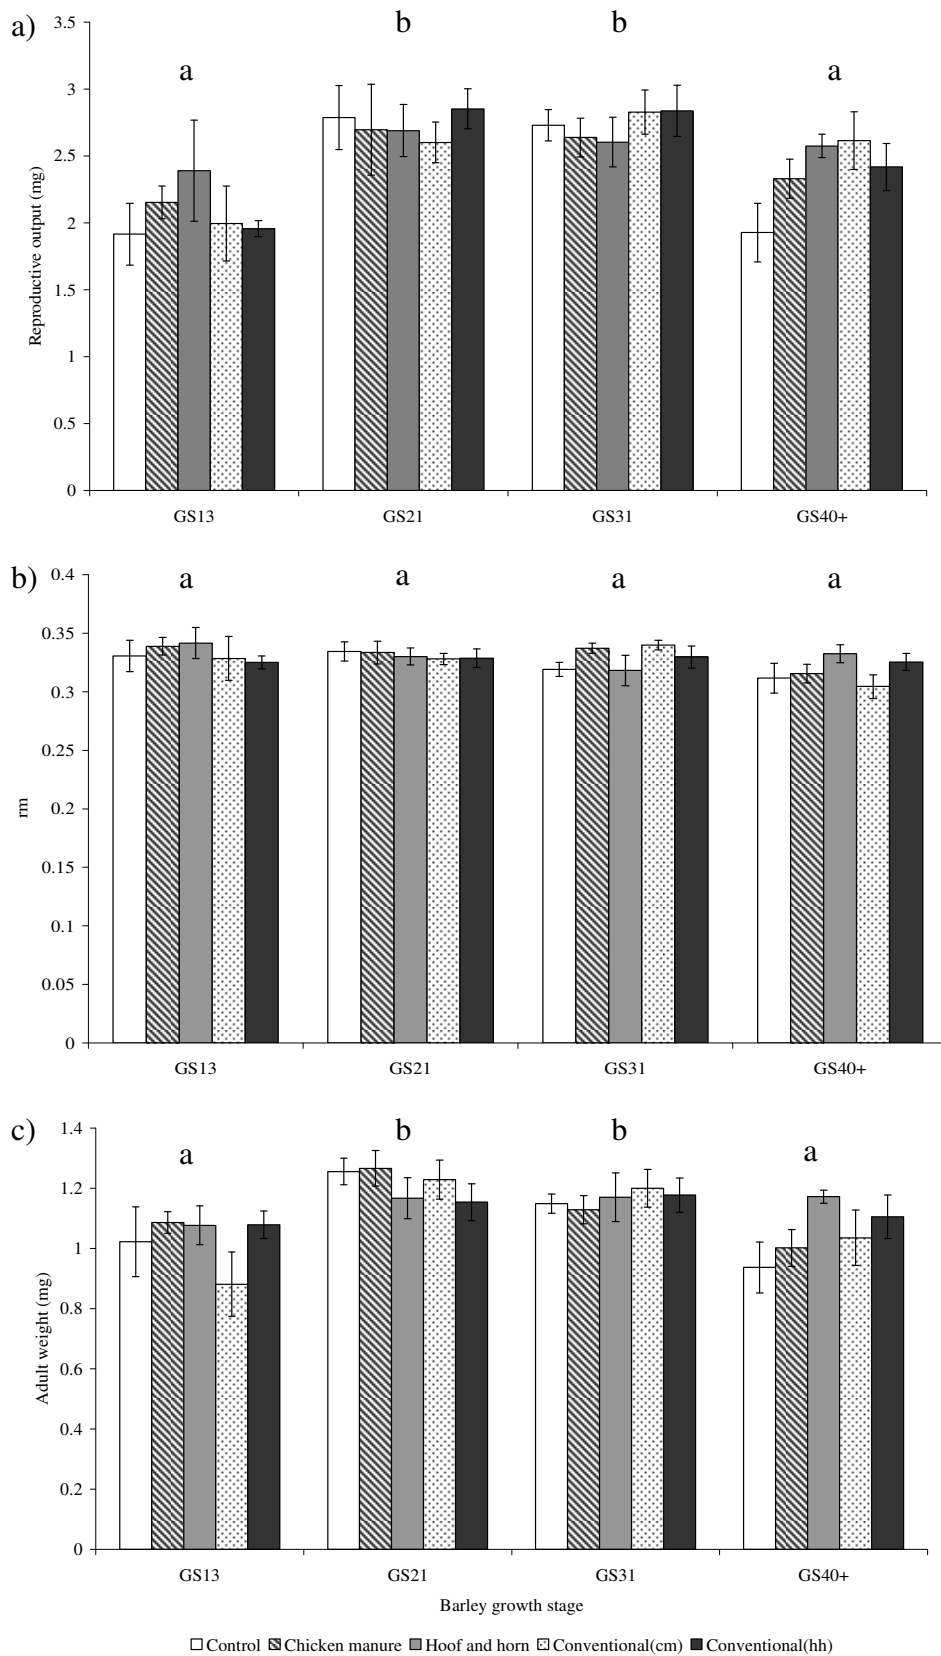 a)
3.5
3
2.5
2
1.5
1
0.5
0
Reproductive output (mg)
a
b
b
a
GS13 GS21 GS31 GS40+
b)
0.4
0.35
0.3
0.25
0.2
0.15
0.1
0.05
0
rm
a
a
a
a
GS13 GS21 GS31 GS40+
c)
1.4
1.2
1
0.8
0.6
0.4
0.2
0
Adult weight (mg)
a
b
b
a
GS13 GS21 GS31 GS40+
Barley growth stage
Control Chicken manure Hoof and horn Conventional(cm) Conventional(hh)